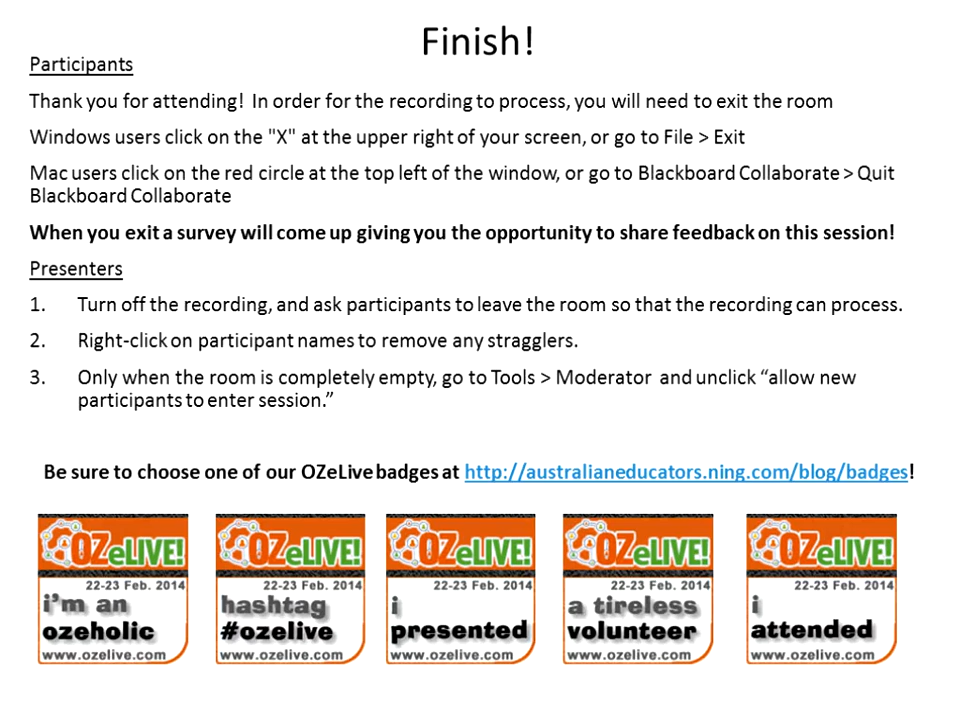 Finish!
Participants
Thank you for attending! In order for the recording to process, you will need to exit the room
Windows users click on the "X" at the upper right of your screen, or go to File > Exit
Mac users click on the red circle at the top left of the window, or go to Blackboard Collaborate > Quit
Blackboard Collaborate
When you exit a survey will come up giving you the opportunity to share feedback on this session!
Presenters
1. Turn off the recording, and ask participants to leave the room so that the recording can process.
2. Right-click on participant names to remove any stragglers.
3. Only when the room is completely empty, go to Tools > Moderator and unclick “allow new
participants to enter session.”
Be sure to choose one of our OZeLive badges at http://australianeducators.ning.com/blog/badges!
OZeLIVE!
22-23 Feb. 2014
i'm an
ozeholic
www.ozelive.com
OZeLIVE!
22-23 Feb. 2014
hashtag
#ozelive
www.ozelive.com
OZeLIVE!
22-23 Feb. 2014
i
presented
www.ozelive.com
OZeLIVE!
22-23 Feb. 2014
a tireless
volunteer
www.ozelive.com
OZeLIVE!
22-23 Feb. 2014
i
attended
www.ozelive.com